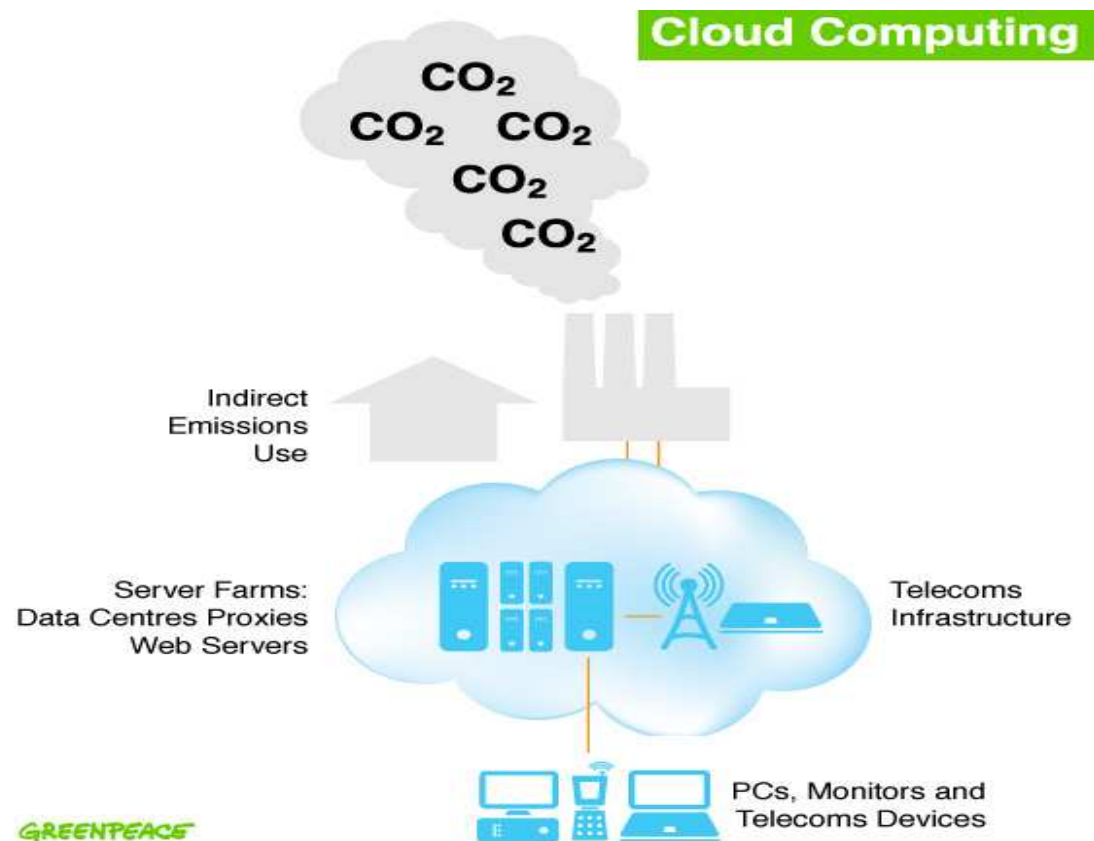 Cloud Computing
CO₂
CO₂ CO₂
CO₂
CO₂
Indirect
Emissions
Use
Server Farms:
Data Centres Proxies
Web Servers
Telecoms
Infrastructure
PCs, Monitors and
Telecoms Devices
GREENPEACE